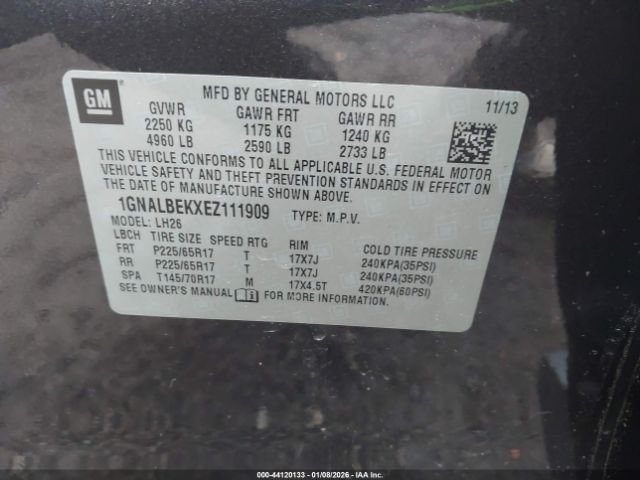 GM
MFD BY GENERAL MOTORS LLC 11/13
GVWR GAWR FRT GAWR RR
2250 KG 1175 KG 1240 KG
4960 LB 2590 LB 2733 LB
THIS VEHICLE CONFORMS TO ALL APPLICABLE U.S. FEDERAL MOTOR
VEHICLE SAFETY AND THEFT PREVENTION STANDARDS IN EFFECT ON
THE DATE OF MANUFACTURE SHOWN ABOVE.
1GNALBEKXEZ111909 TYPE: M.P.V.
MODEL: LH26
LBCH TIRE SIZE SPEED RTG RIM COLD TIRE PRESSURE
FRT P225/65R17 T 17X7J 240KPA(35PSI)
RR P225/65R17 T 17X7J 240KPA(35PSI)
SPA T145/70R17 M 17X4.5T 420KPA(60PSI)
SEE OWNER'S MANUAL FOR MORE INFORMATION.
000-44120133 - 01/08/2026 - IAA Inc. ©